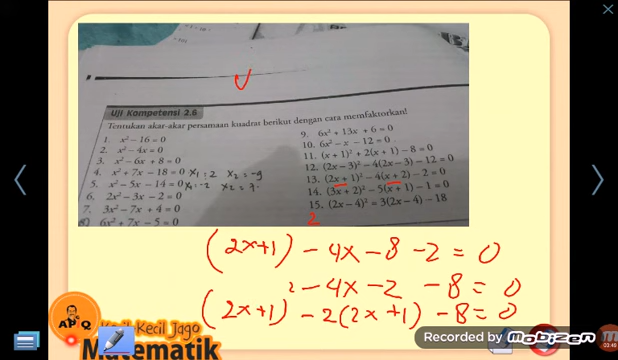 Uji Kompetensi 2.6
Tentukan akar-akar persamaan kuadrat berikut dengan cara memfaktorkan!
1. x² − 16 = 0
2. x² − 4x = 0
3. x² − 6x + 8 = 0
4. x² + 7x − 18 = 0 x₁ = 2 x₂ = -9
5. x² − 5x − 14 = 0 x₁ = -2 x₂ = 7
6. 2x² − 3x − 2 = 0
7. 3x² − 7x + 4 = 0
8. 6x² + 7x − 5 = 0
9. 6x² + 13x + 6 = 0
10. 6x² − x − 12 = 0
11. (x + 1)² + 2(x + 1) − 8 = 0
12. (2x − 3)² − 4(2x − 3) − 12 = 0
13. (2x + 1)² − 4(x + 2) − 2 = 0
14. (3x + 2)² − 5(x + 1) − 1 = 0
15. (2x − 4)² = 3(2x − 4) − 18
2
(2x+1) − 4x − 8 − 2 = 0
2 − 4x − 2 − 8 = 0
(2x+1) − 2(2x+1) − 8 = 0
Kecil Jago
Matematik
APIQ
Recorded by Mobizen
RECORDED BY
mobizen
03:46